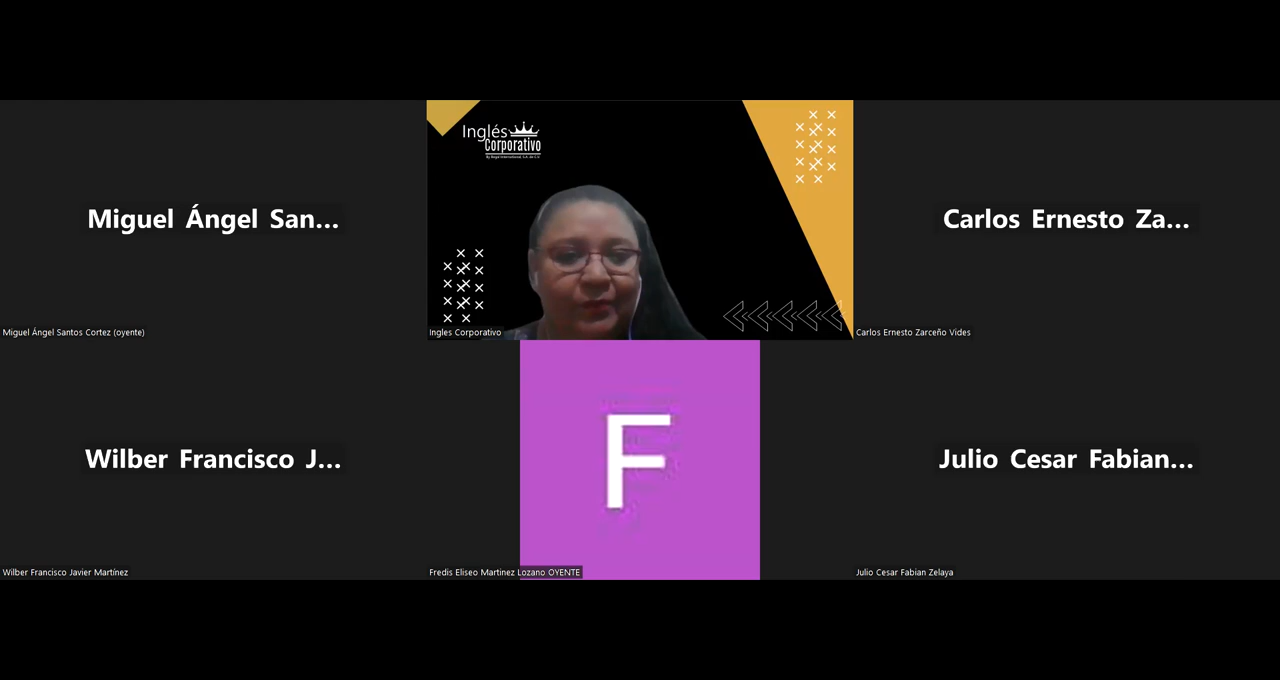 Miguel Ángel San...
Miguel Ángel Santos Cortez (oyente)
Inglés
Corporativo
Ingles Corporativo
Carlos Ernesto Za...
Carlos Ernesto Zarceño Vides
Wilber Francisco J...
Wilber Francisco Javier Martínez
F
Fredis Eliseo Martinez Lozano OYENTE
Julio Cesar Fabian...
Julio Cesar Fabian Zelaya